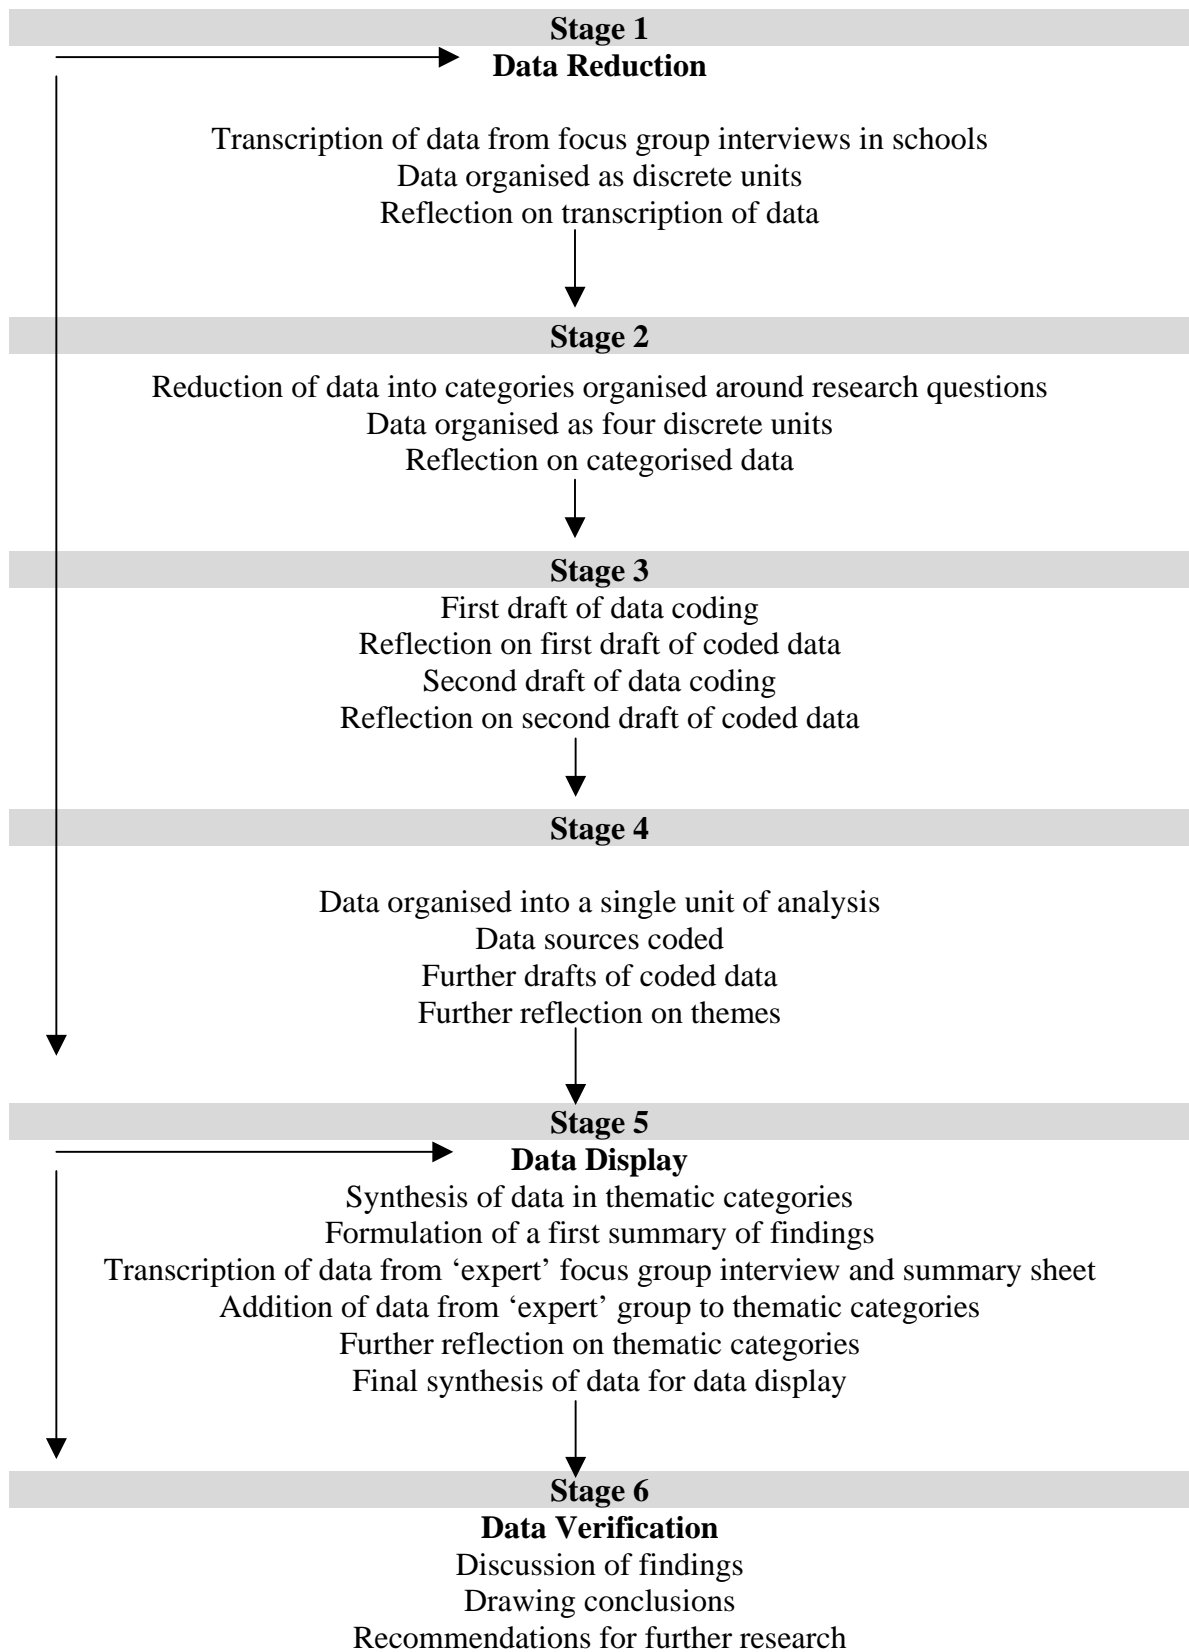 Stage 1
Data Reduction
Transcription of data from focus group interviews in schools
Data organised as discrete units
Reflection on transcription of data
Stage 2
Reduction of data into categories organised around research questions
Data organised as four discrete units
Reflection on categorised data
Stage 3
First draft of data coding
Reflection on first draft of coded data
Second draft of data coding
Reflection on second draft of coded data
Stage 4
Data organised into a single unit of analysis
Data sources coded
Further drafts of coded data
Further reflection on themes
Stage 5
Data Display
Synthesis of data in thematic categories
Formulation of a first summary of findings
Transcription of data from ‘expert’ focus group interview and summary sheet
Addition of data from ‘expert’ group to thematic categories
Further reflection on thematic categories
Final synthesis of data for data display
Stage 6
Data Verification
Discussion of findings
Drawing conclusions
Recommendations for further research